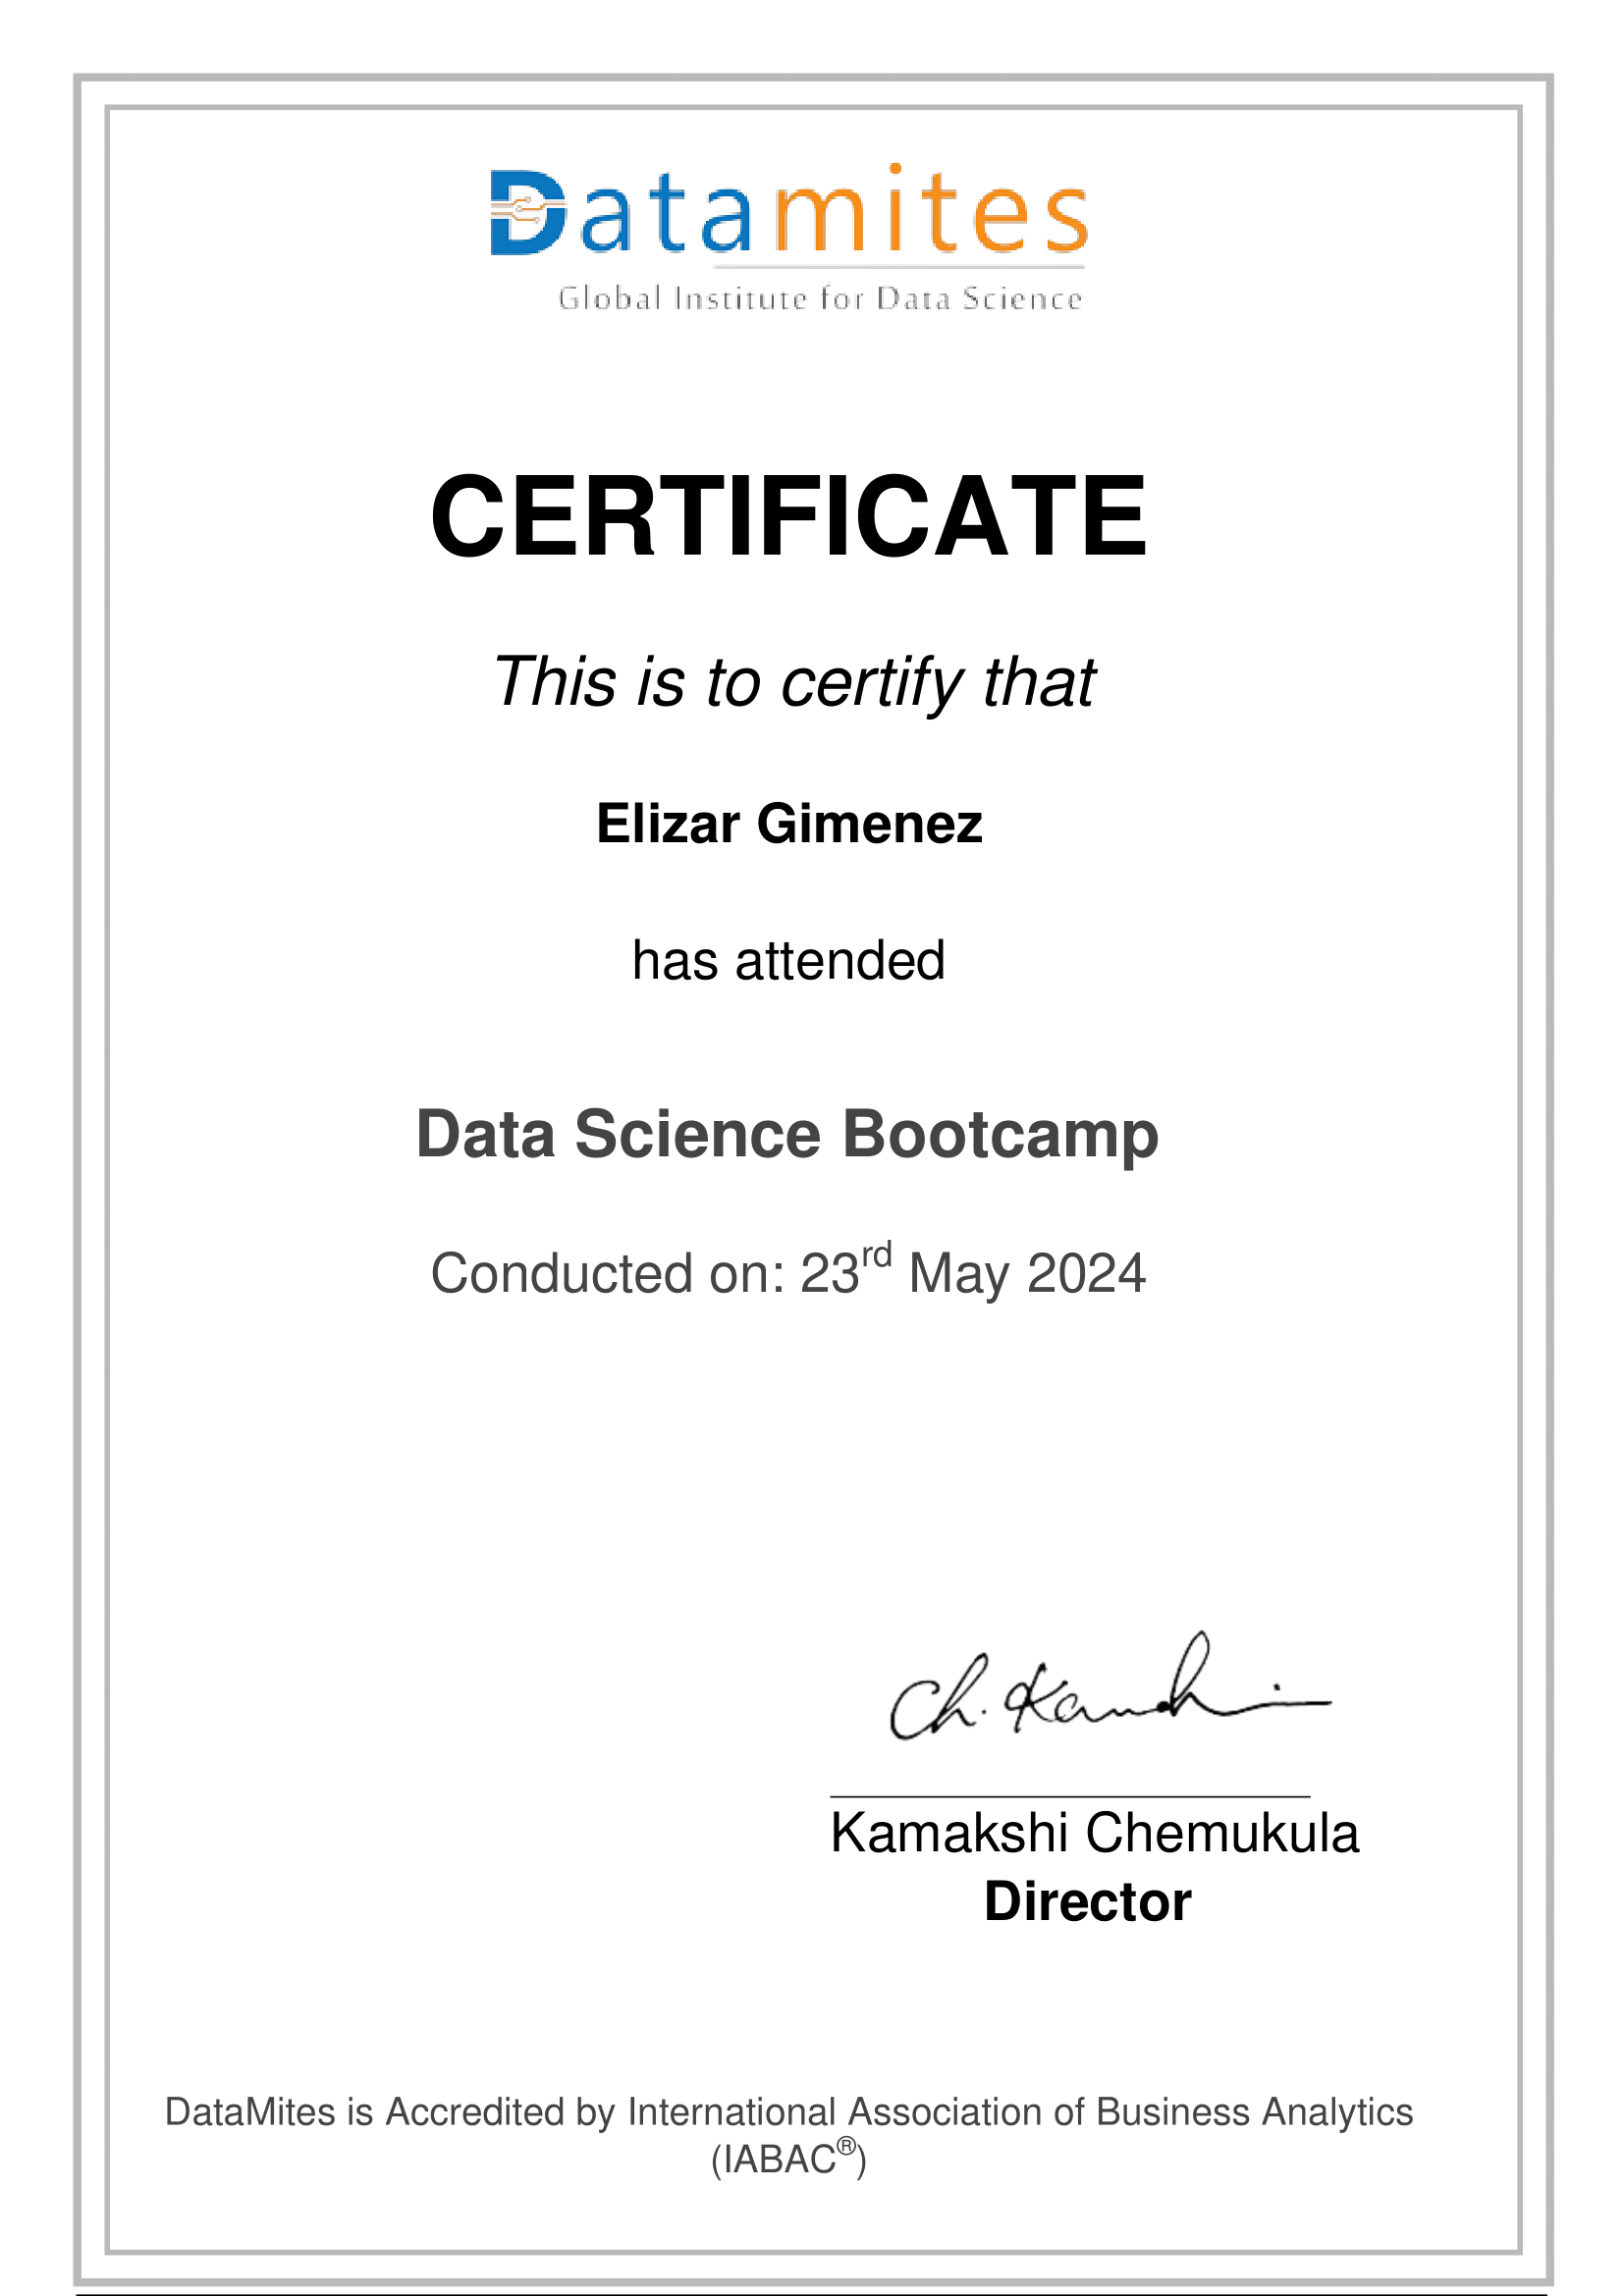 Datamites
Global Institute for Data Science
CERTIFICATE
This is to certify that
Elizar Gimenez
has attended
Data Science Bootcamp
Conducted on: 23rd May 2024
Ch. Kamakshi
Kamakshi Chemukula
Director
DataMites is Accredited by International Association of Business Analytics
(IABAC®)